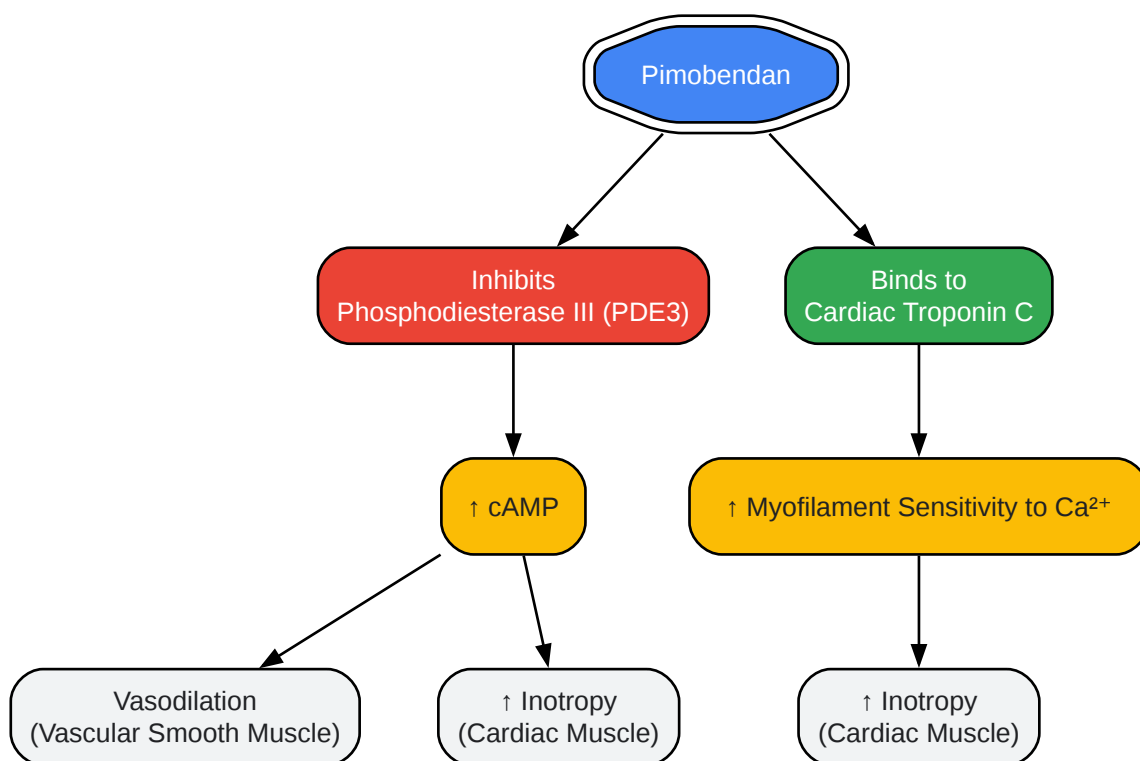 Pimobendan
Inhibits
Phosphodiesterase III (PDE3)
Binds to
Cardiac Troponin C
↑ cAMP
↑ Myofilament Sensitivity to Ca²⁺
Vasodilation
(Vascular Smooth Muscle)
↑ Inotropy
(Cardiac Muscle)
↑ Inotropy
(Cardiac Muscle)